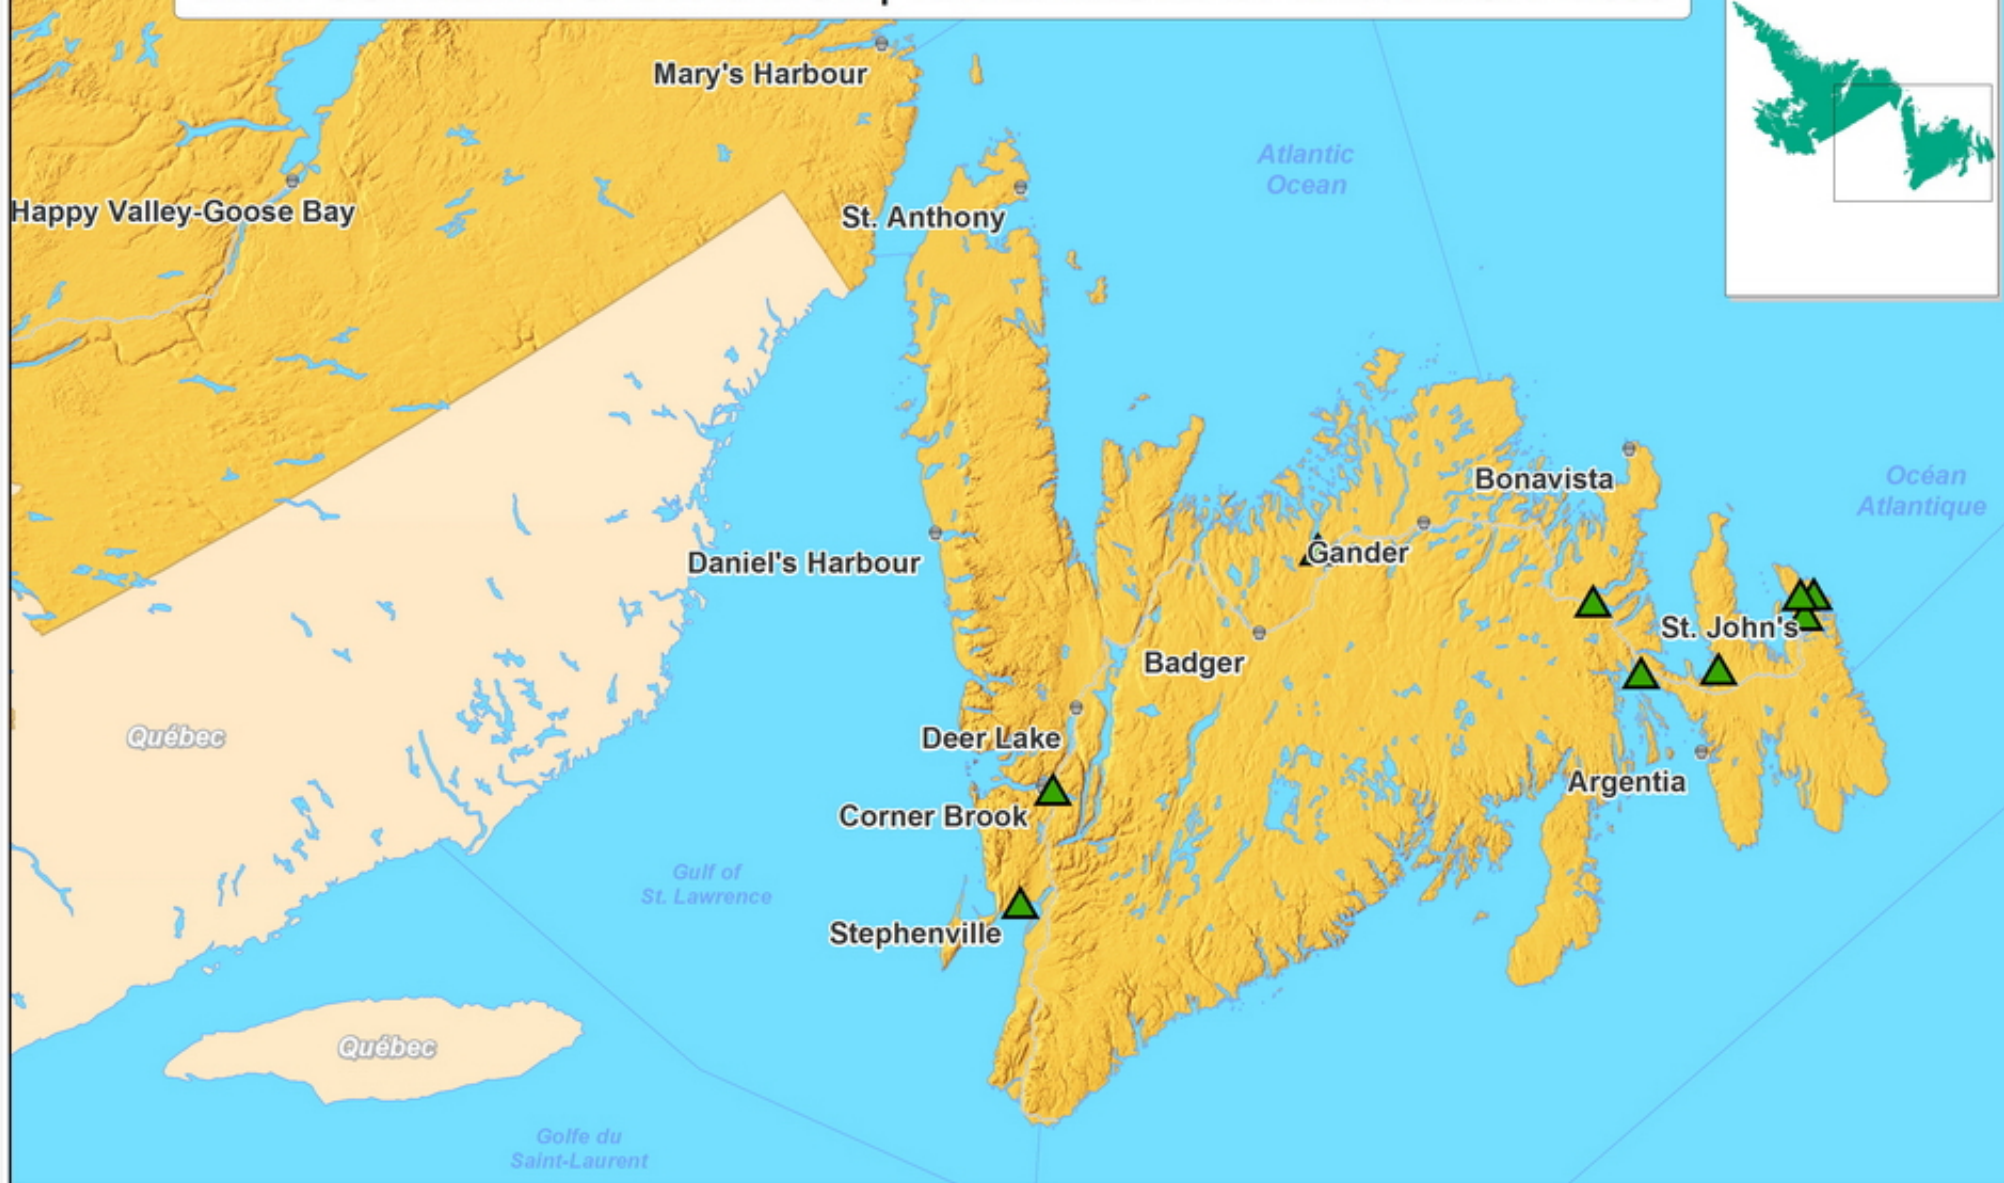 Mary's Harbour
Atlantic
Ocean
Happy Valley-Goose Bay
St. Anthony
Bonavista
Océan
Atlantique
Gander
Daniel's Harbour
St. John's
Badger
Québec
Deer Lake
Argentia
Corner Brook
Gulf of
St. Lawrence
Stephenville
Québec
Golfe du
Saint-Laurent